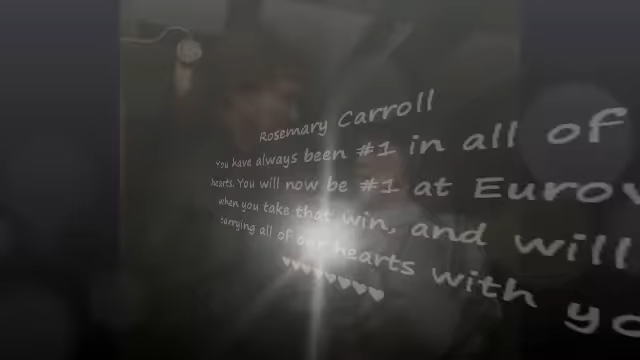 Rosemary Carroll
You have always been #1 in all of
hearts. You will now be #1 at
when you take that win, and will
carrying all of our hearts with
♥♥♥♥♥♥♥